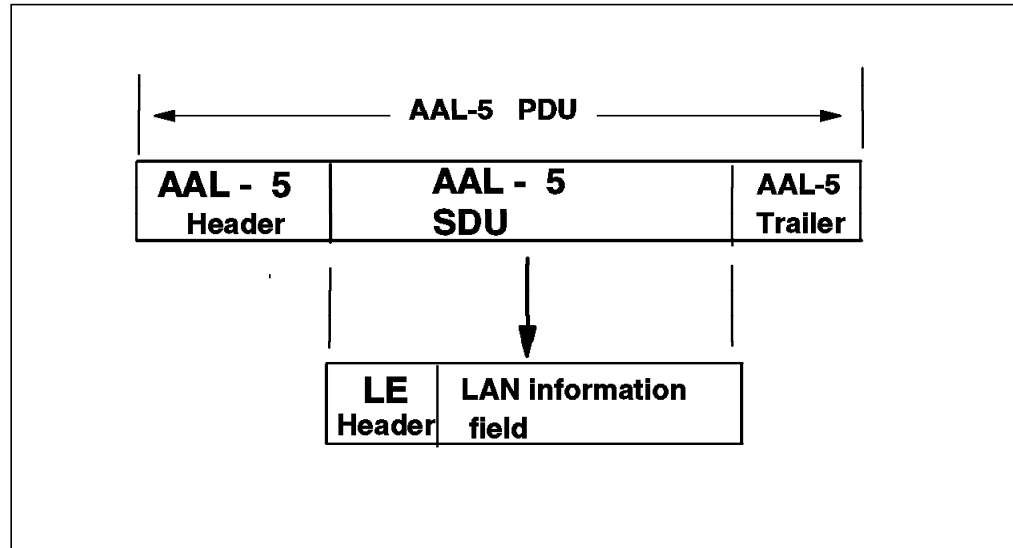 AAL-5 PDU
AAL - 5
Header
AAL - 5
SDU
AAL-5
Trailer
LE
Header
LAN information
field